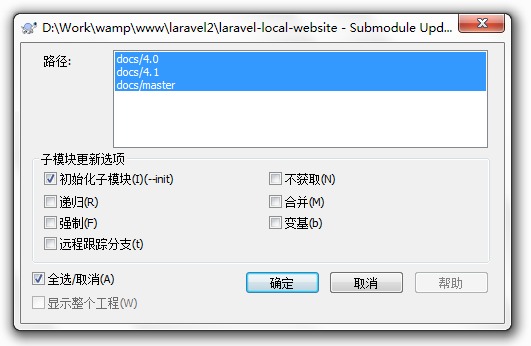 D:\Work\wamp\www\laravel2\laravel-local-website - Submodule Upd...
路径:
docs/4.0
docs/4.1
docs/master
子模块更新选项
初始化子模块(I)(--init)
不获取(N)
递归(R)
合并(M)
强制(F)
变基(b)
远程跟踪分支(t)
全选/取消(A)
确定
取消
帮助
显示整个工程(W)